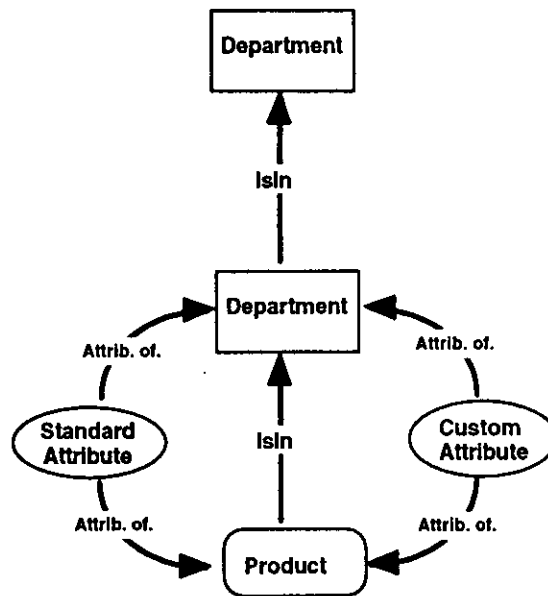 Department
IsIn
Department
Attrib. of.
Attrib. of.
Standard
Attribute
IsIn
Custom
Attribute
Attrib. of.
Attrib. of.
Product